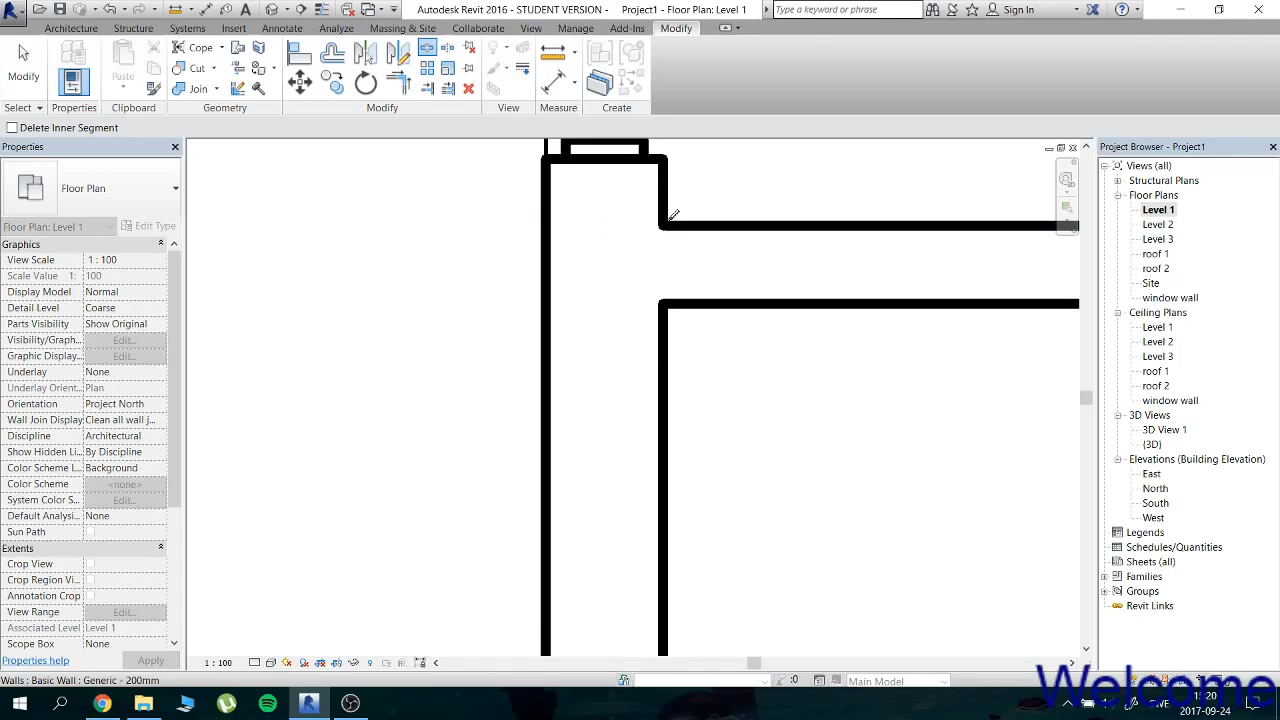 Autodesk Revit 2016 - STUDENT VERSION - Project1 - Floor Plan: Level 1
Type a keyword or phrase
Sign In
Architecture Structure Systems Insert Annotate Analyze Massing & Site Collaborate View Manage Add-Ins Modify
Modify
Paste
Cope
Cut
Join
Select Properties Clipboard Geometry Modify View Measure Create
Delete Inner Segment
Properties
Floor Plan
Floor Plan: Level 1
Edit Type
Graphics
View Scale 1 : 100
Scale Value 1: 100
Display Model Normal
Detail Level Coarse
Parts Visibility Show Original
Visibility/Graph... Edit...
Graphic Display... Edit...
Underlay None
Underlay Orient... Plan
Orientation Project North
Wall Join Display Clean all wall j...
Discipline Architectural
Show Hidden Li... By Discipline
Color Scheme L... Background
Color Scheme <none>
System Color S... Edit...
Default Analysi... None
Sun Path
Extents
Crop View
Crop Region Vi...
Annotation Crop
View Range Edit...
Associated Level Level 1
Scope Box None
Properties help
Apply
Project Browser - Project1
Views (all)
Structural Plans
Floor Plans
Level 1
Level 2
Level 3
roof 1
roof 2
Site
window wall
Ceiling Plans
Level 1
Level 2
Level 3
roof 1
roof 2
window wall
3D Views
3D View 1
{3D}
Elevations (Building Elevation)
East
North
South
West
Legends
Schedules/Quantities
Sheets (all)
Families
Groups
Revit Links
1 : 100
Walls : Basic Wall : Generic - 200mm
:0
Main Model
Welcome
2017-09-24